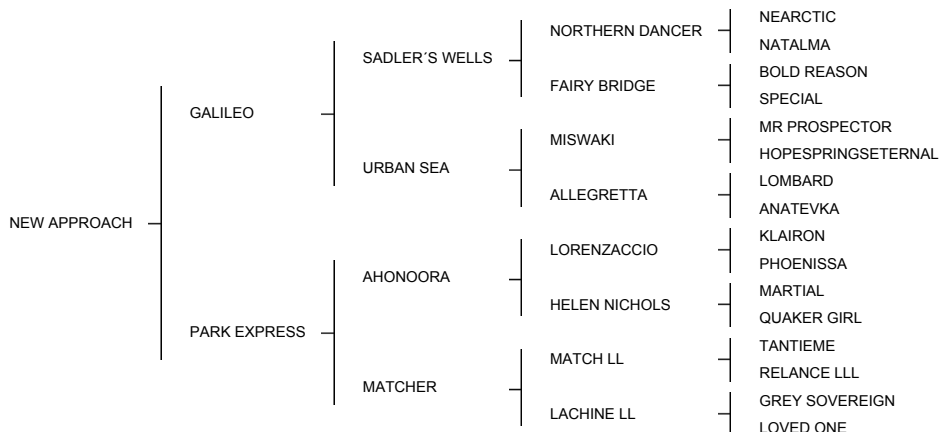 NEW APPROACH
GALILEO
PARK EXPRESS
SADLER´S WELLS
URBAN SEA
AHONOORA
MATCHER
NORTHERN DANCER
FAIRY BRIDGE
MISWAKI
ALLEGRETTA
LORENZACCIO
HELEN NICHOLS
MATCH LL
LACHINE LL
NEARCTIC
NATALMA
BOLD REASON
SPECIAL
MR PROSPECTOR
HOPESPRINGSETERNAL
LOMBARD
ANATEVKA
KLAIRON
PHOENISSA
MARTIAL
QUAKER GIRL
TANTIEME
RELANCE LLL
GREY SOVEREIGN
LOVED ONE